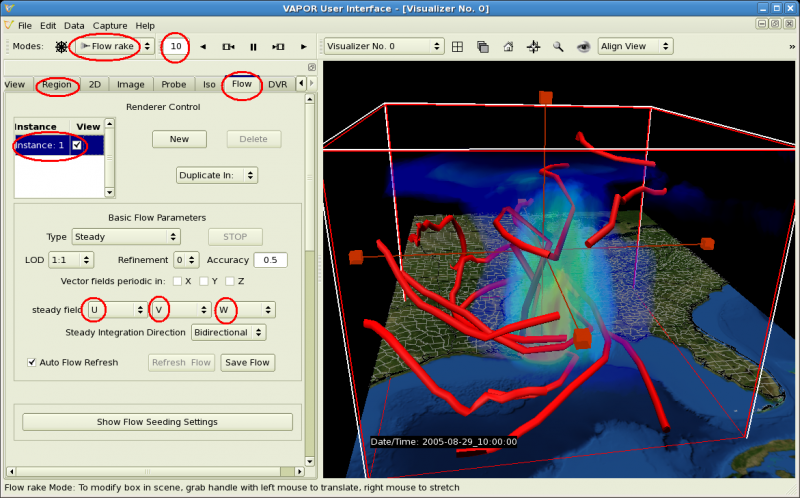 VAPOR User Interface - [Visualizer No. 0]
File Edit Data Capture Help
Modes: Flow rake 10 Visualizer No. 0 Align View »
View Region 2D Image Probe Iso Flow DVR
Renderer Control
Instance View
Instance: 1
New Delete
Duplicate In:
Basic Flow Parameters
Type Steady STOP
LOD 1:1 Refinement 0 Accuracy 0.5
Vector fields periodic in: X Y Z
steady field U V W
Steady Integration Direction Bidirectional
Auto Flow Refresh Refresh Flow Save Flow
Show Flow Seeding Settings
Date/Time: 2005-08-29_10:00:00
Flow rake Mode: To modify box in scene, grab handle with left mouse to translate, right mouse to stretch